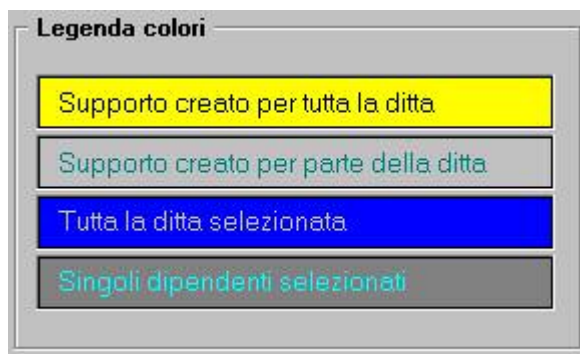 Legenda colori
Supporto creato per tutta la ditta
Supporto creato per parte della ditta
Tutta la ditta selezionata
Singoli dipendenti selezionati